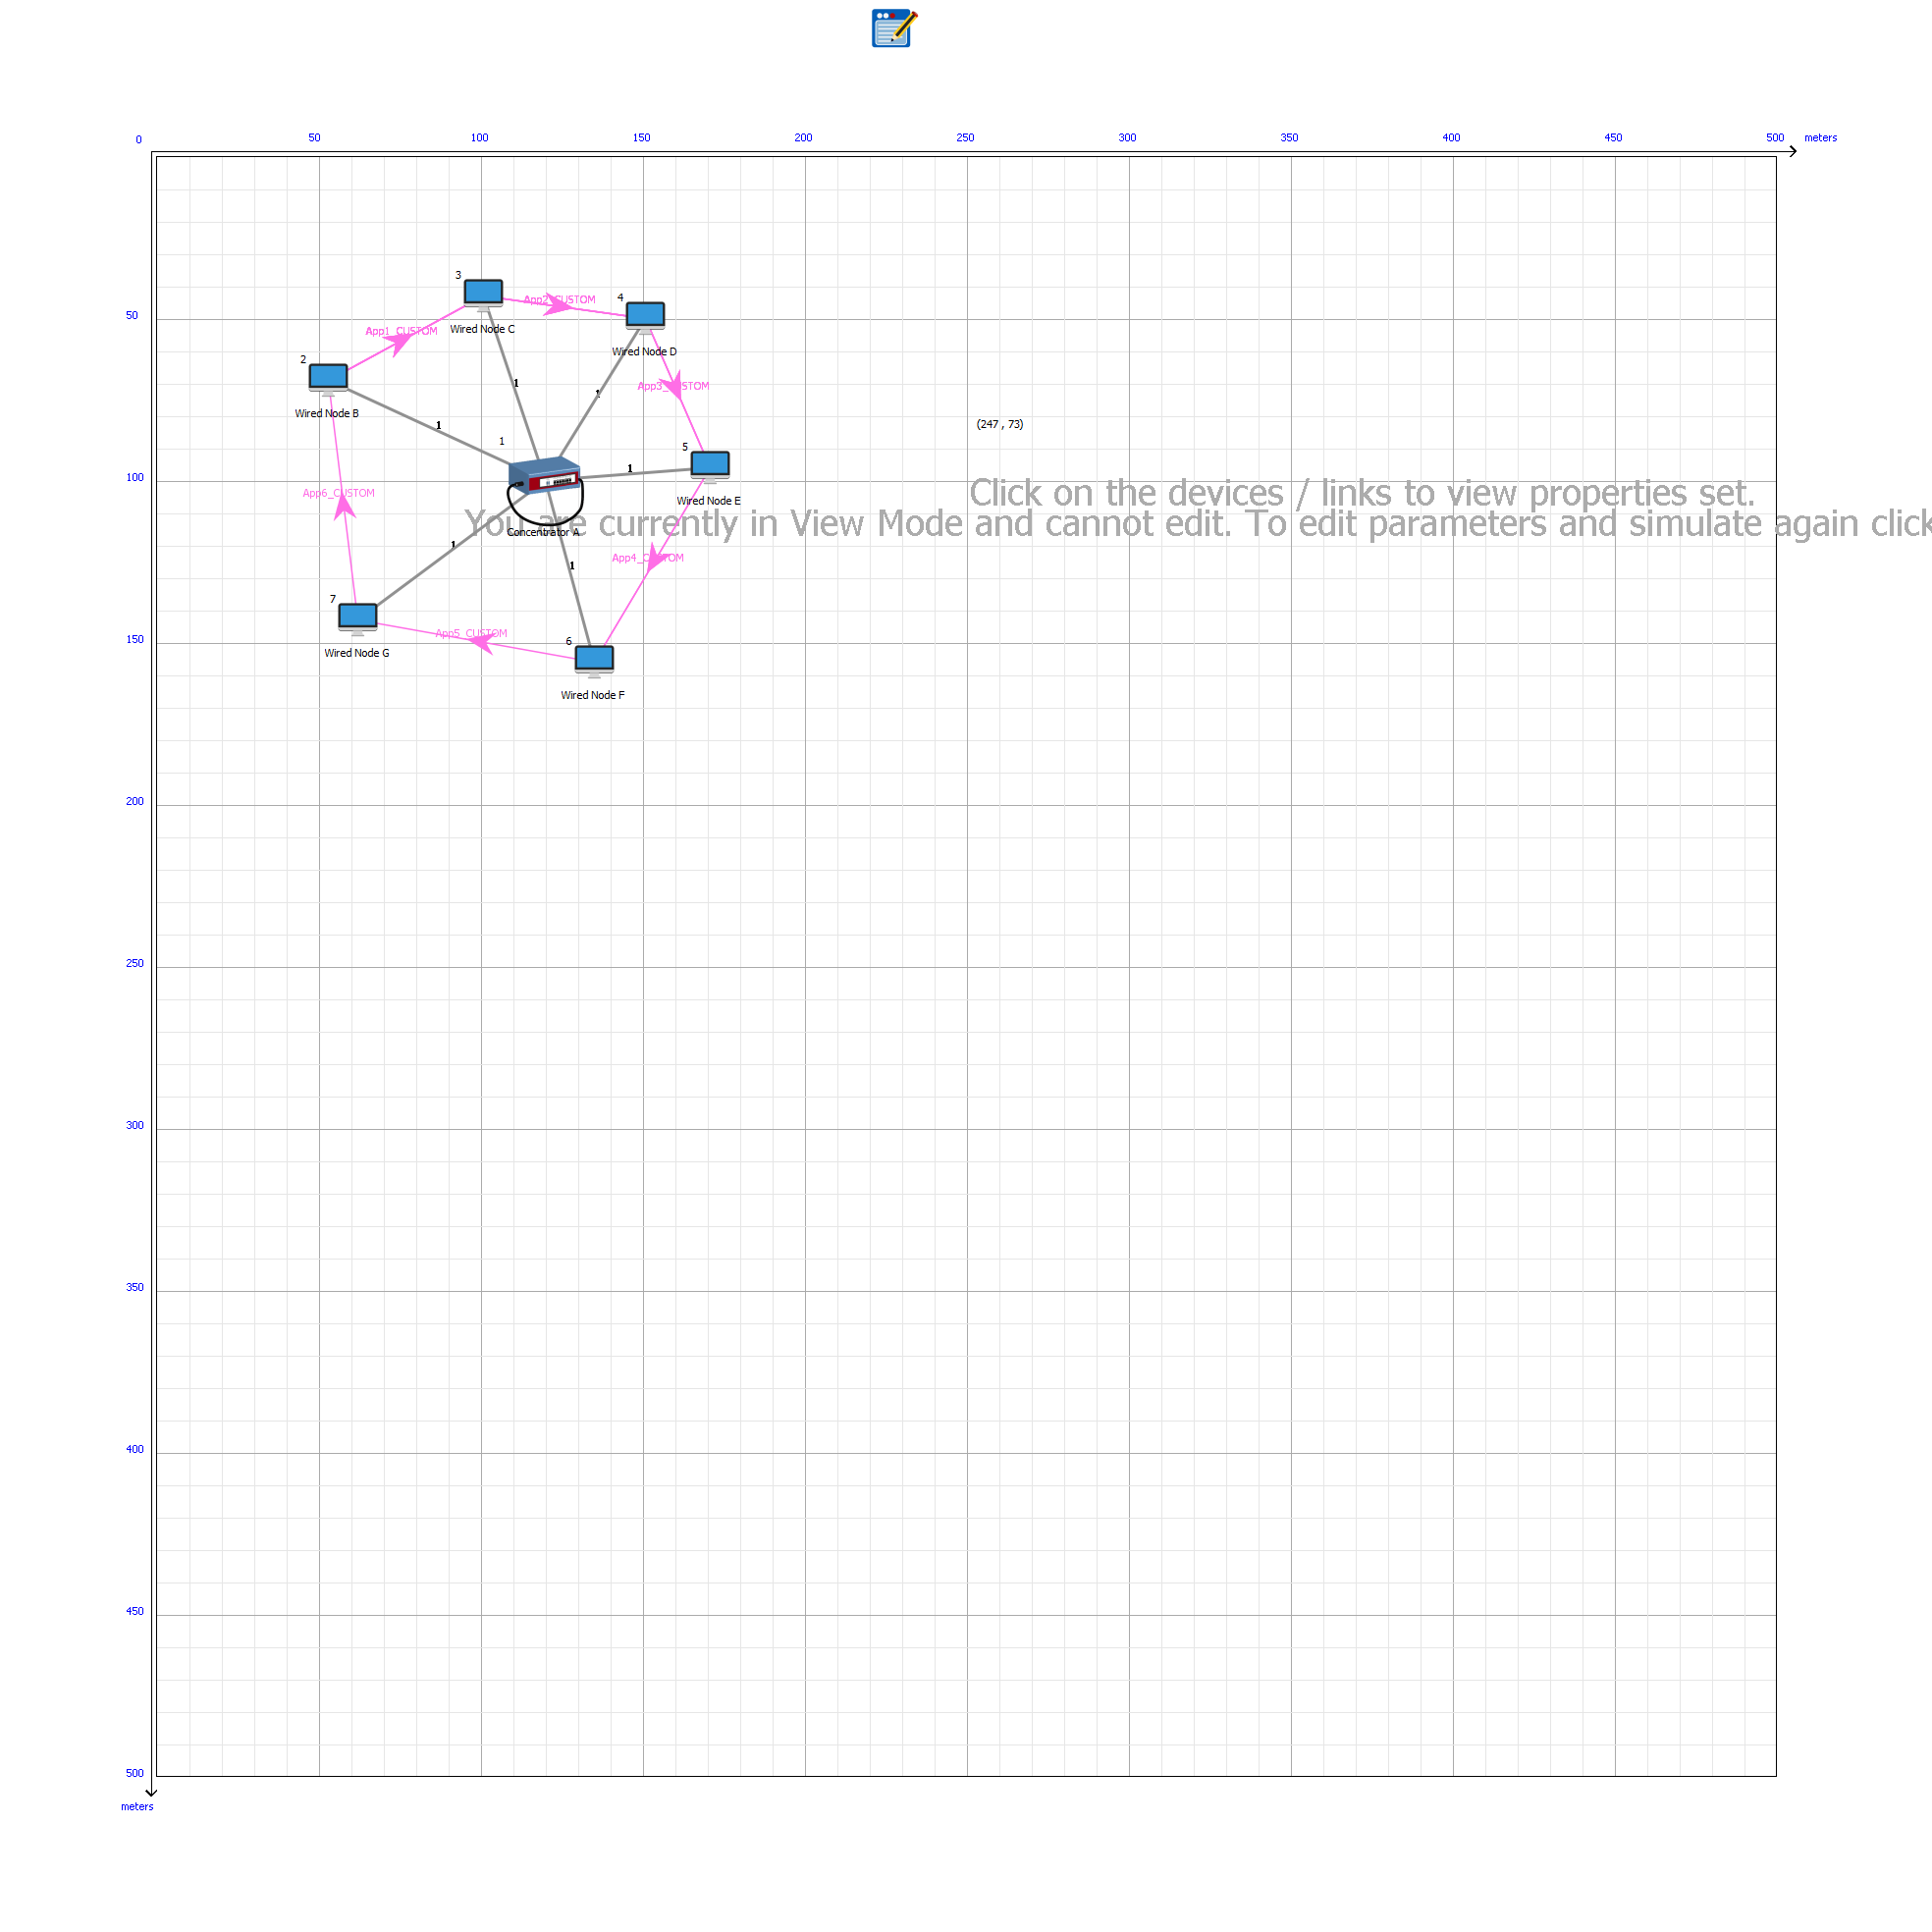 0 50 100 150 200 250 300 350 400 450 500 meters
3
4
App2_CUSTOM
50
Wired Node C
App1_CUSTOM
Wired Node D
2
1
App3_CUSTOM
1
Wired Node B
1
(247 , 73)
1
5
1
100
App6_CUSTOM
Wired Node E
Click on the devices / links to view properties set.
You are currently in View Mode and cannot edit. To edit parameters and simulate again click
Concentrator A
1
App4_CUSTOM
1
7
App5_CUSTOM
150
6
Wired Node G
Wired Node F
200
250
300
350
400
450
500
meters